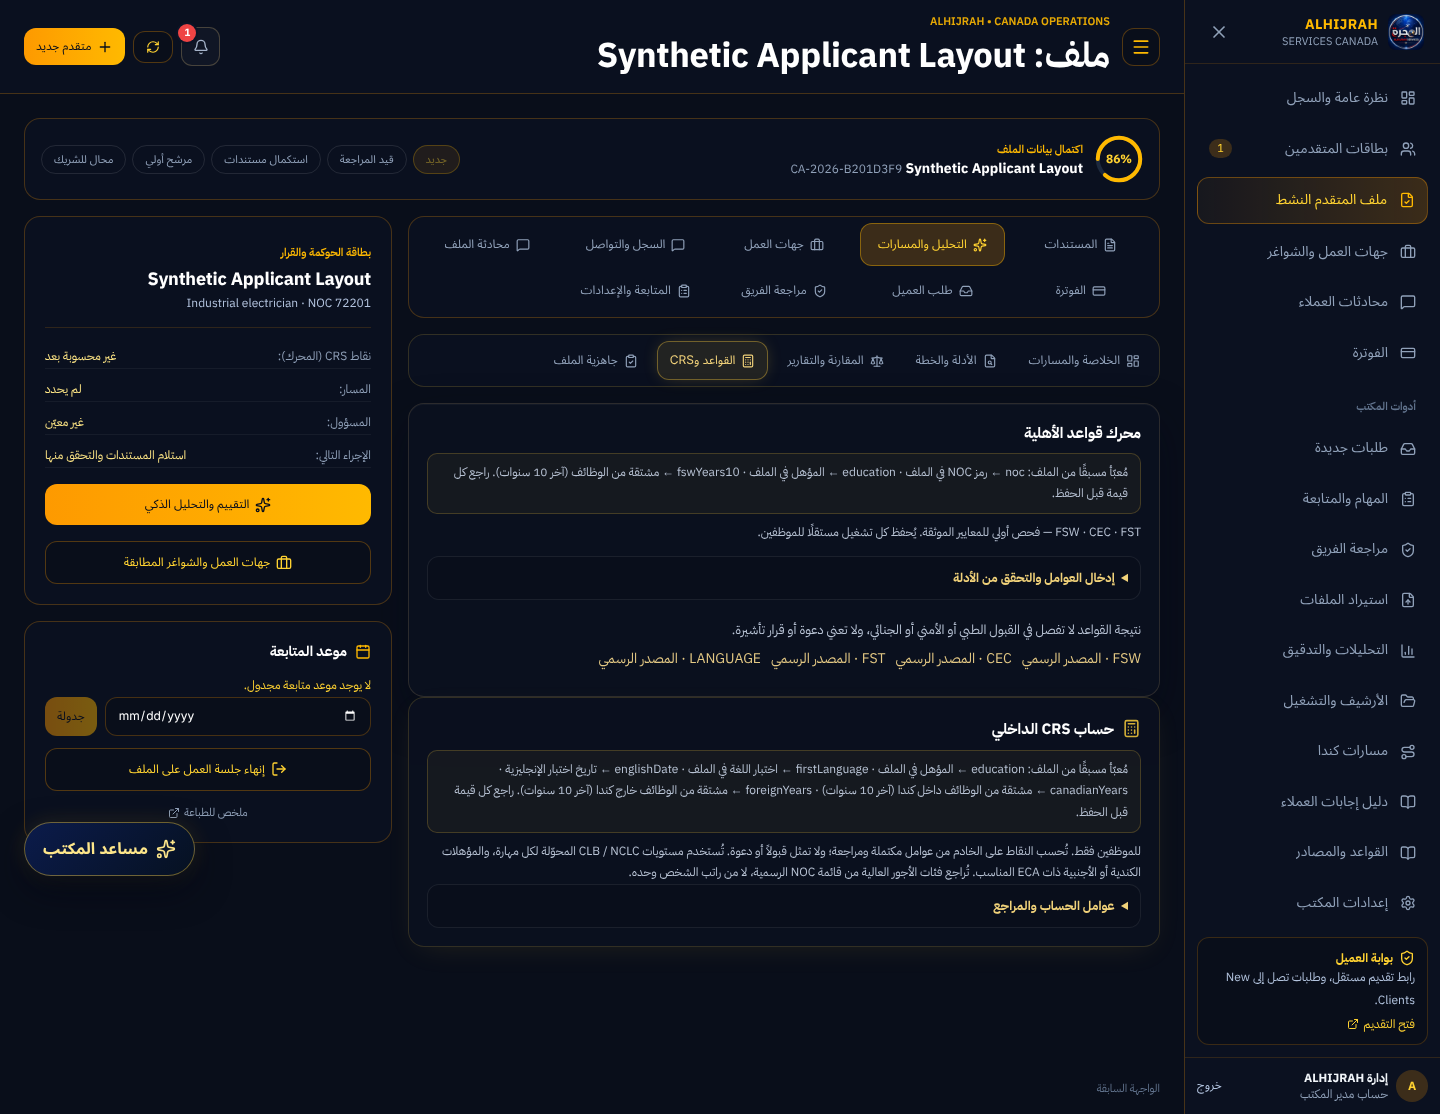 ALHIJRAH
SERVICES CANADA
نظرة عامة والسجل
بطاقات المتقدمين
1
ملف المتقدم النشط
جهات العمل والشواغر
محادثات العملاء
الفوترة
أدوات المكتب
طلبات جديدة
المهام والمتابعة
مراجعة الفريق
استيراد الملفات
التحليلات والتدقيق
الأرشيف والتشغيل
مسارات كندا
دليل إجابات العملاء
القواعد والمصادر
إعدادات المكتب
بوابة العميل
رابط تقديم مستقل، وطلبات تصل إلى New
Clients.
فتح التقديم
A
إدارة ALHIJRAH
حساب مدير المكتب
خروج
ALHIJRAH • CANADA OPERATIONS
ملف: Synthetic Applicant Layout
1
متقدم جديد
86%
اكتمال بيانات الملف
Synthetic Applicant Layout CA-2026-B201D3F9
جديد
قيد المراجعة
استكمال مستندات
مرشح أولي
محال للشريك
المستندات
التحليل والمسارات
جهات العمل
السجل والتواصل
محادثة الملف
الفوترة
طلب العميل
مراجعة الفريق
المتابعة والإعدادات
الخلاصة والمسارات
الأدلة والخطة
المقارنة والتقارير
القواعد وCRS
جاهزية الملف
محرك قواعد الأهلية
مُعبّأ مسبقًا من الملف: noc ← رمز NOC في الملف · education ← المؤهل في الملف · fswYears10 ← مشتقة من الوظائف (آخر 10 سنوات). راجع كل
قيمة قبل الحفظ.
FSW · CEC · FST — فحص أولي للمعايير الموثقة. يُحفظ كل تشغيل مستقلًا للموظفين.
إدخال العوامل والتحقق من الأدلة
نتيجة القواعد لا تفصل في القبول الطبي أو الأمني أو الجنائي، ولا تعني دعوة أو قرار تأشيرة.
FSW · المصدر الرسمي CEC · المصدر الرسمي FST · المصدر الرسمي LANGUAGE · المصدر الرسمي
حساب CRS الداخلي
مُعبّأ مسبقًا من الملف: education ← المؤهل في الملف · firstLanguage ← اختبار اللغة في الملف · englishDate ← تاريخ اختبار الإنجليزية ·
canadianYears ← مشتقة من الوظائف داخل كندا (آخر 10 سنوات) · foreignYears ← مشتقة من الوظائف خارج كندا (آخر 10 سنوات). راجع كل قيمة
قبل الحفظ.
للموظفين فقط. تُحسب النقاط على الخادم من عوامل مكتملة ومراجعة؛ ولا تمثل قبولًا أو دعوة. تُستخدم مستويات CLB / NCLC المحوّلة لكل مهارة، والمؤهلات
الكندية أو الأجنبية ذات ECA المناسب. تُراجع فئات الأجور العالية من قائمة NOC الرسمية، لا من راتب الشخص وحده.
عوامل الحساب والمراجع
بطاقة الحوكمة والقرار
Synthetic Applicant Layout
Industrial electrician · NOC 72201
نقاط CRS (المحرك): غير محسوبة بعد
المسار: لم يحدد
المسؤول: غير معيّن
الإجراء التالي: استلام المستندات والتحقق منها
التقييم والتحليل الذكي
جهات العمل والشواغر المطابقة
موعد المتابعة
لا يوجد موعد متابعة مجدول.
mm/dd/yyyy
جدولة
إنهاء جلسة العمل على الملف
ملخص للطباعة
مساعد المكتب
الواجهة السابقة